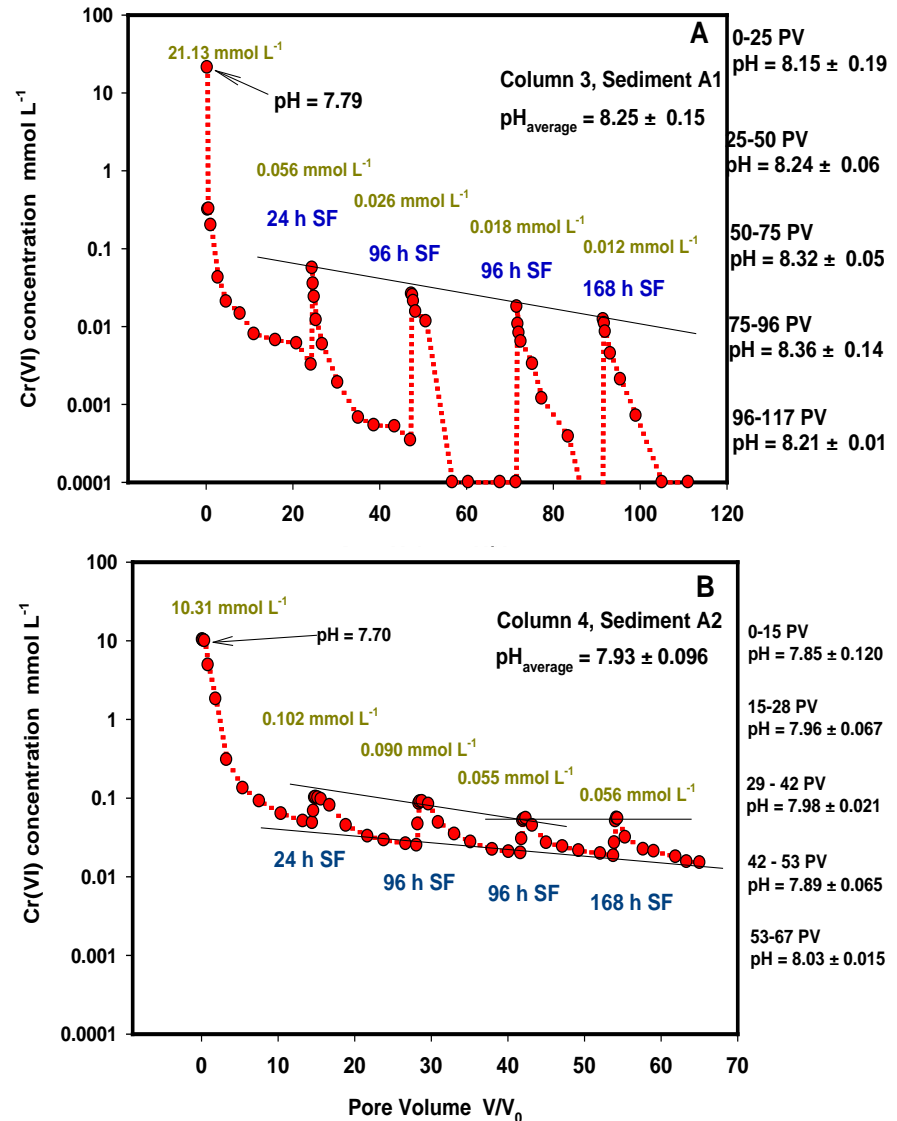 A
21.13 mmol L-1
pH = 7.79
Column 3, Sediment A1
pHaverage = 8.25 ± 0.15
0.056 mmol L-1
0.026 mmol L-1
0.018 mmol L-1
0.012 mmol L-1
24 h SF
96 h SF
96 h SF
168 h SF
Cr(VI) concentration mmol L-1
100
10
1
0.1
0.01
0.001
0.0001
0 20 40 60 80 100 120
0-25 PV
pH = 8.15 ± 0.19
25-50 PV
pH = 8.24 ± 0.06
50-75 PV
pH = 8.32 ± 0.05
75-96 PV
pH = 8.36 ± 0.14
96-117 PV
pH = 8.21 ± 0.01
B
10.31 mmol L-1
pH = 7.70
Column 4, Sediment A2
pHaverage = 7.93 ± 0.096
0.102 mmol L-1
0.090 mmol L-1
0.055 mmol L-1
0.056 mmol L-1
24 h SF
96 h SF
96 h SF
168 h SF
Cr(VI) concentration mmol L-1
100
10
1
0.1
0.01
0.001
0.0001
0 10 20 30 40 50 60 70
Pore Volume V/V0
0-15 PV
pH = 7.85 ± 0.120
15-28 PV
pH = 7.96 ± 0.067
29 - 42 PV
pH = 7.98 ± 0.021
42 - 53 PV
pH = 7.89 ± 0.065
53-67 PV
pH = 8.03 ± 0.015